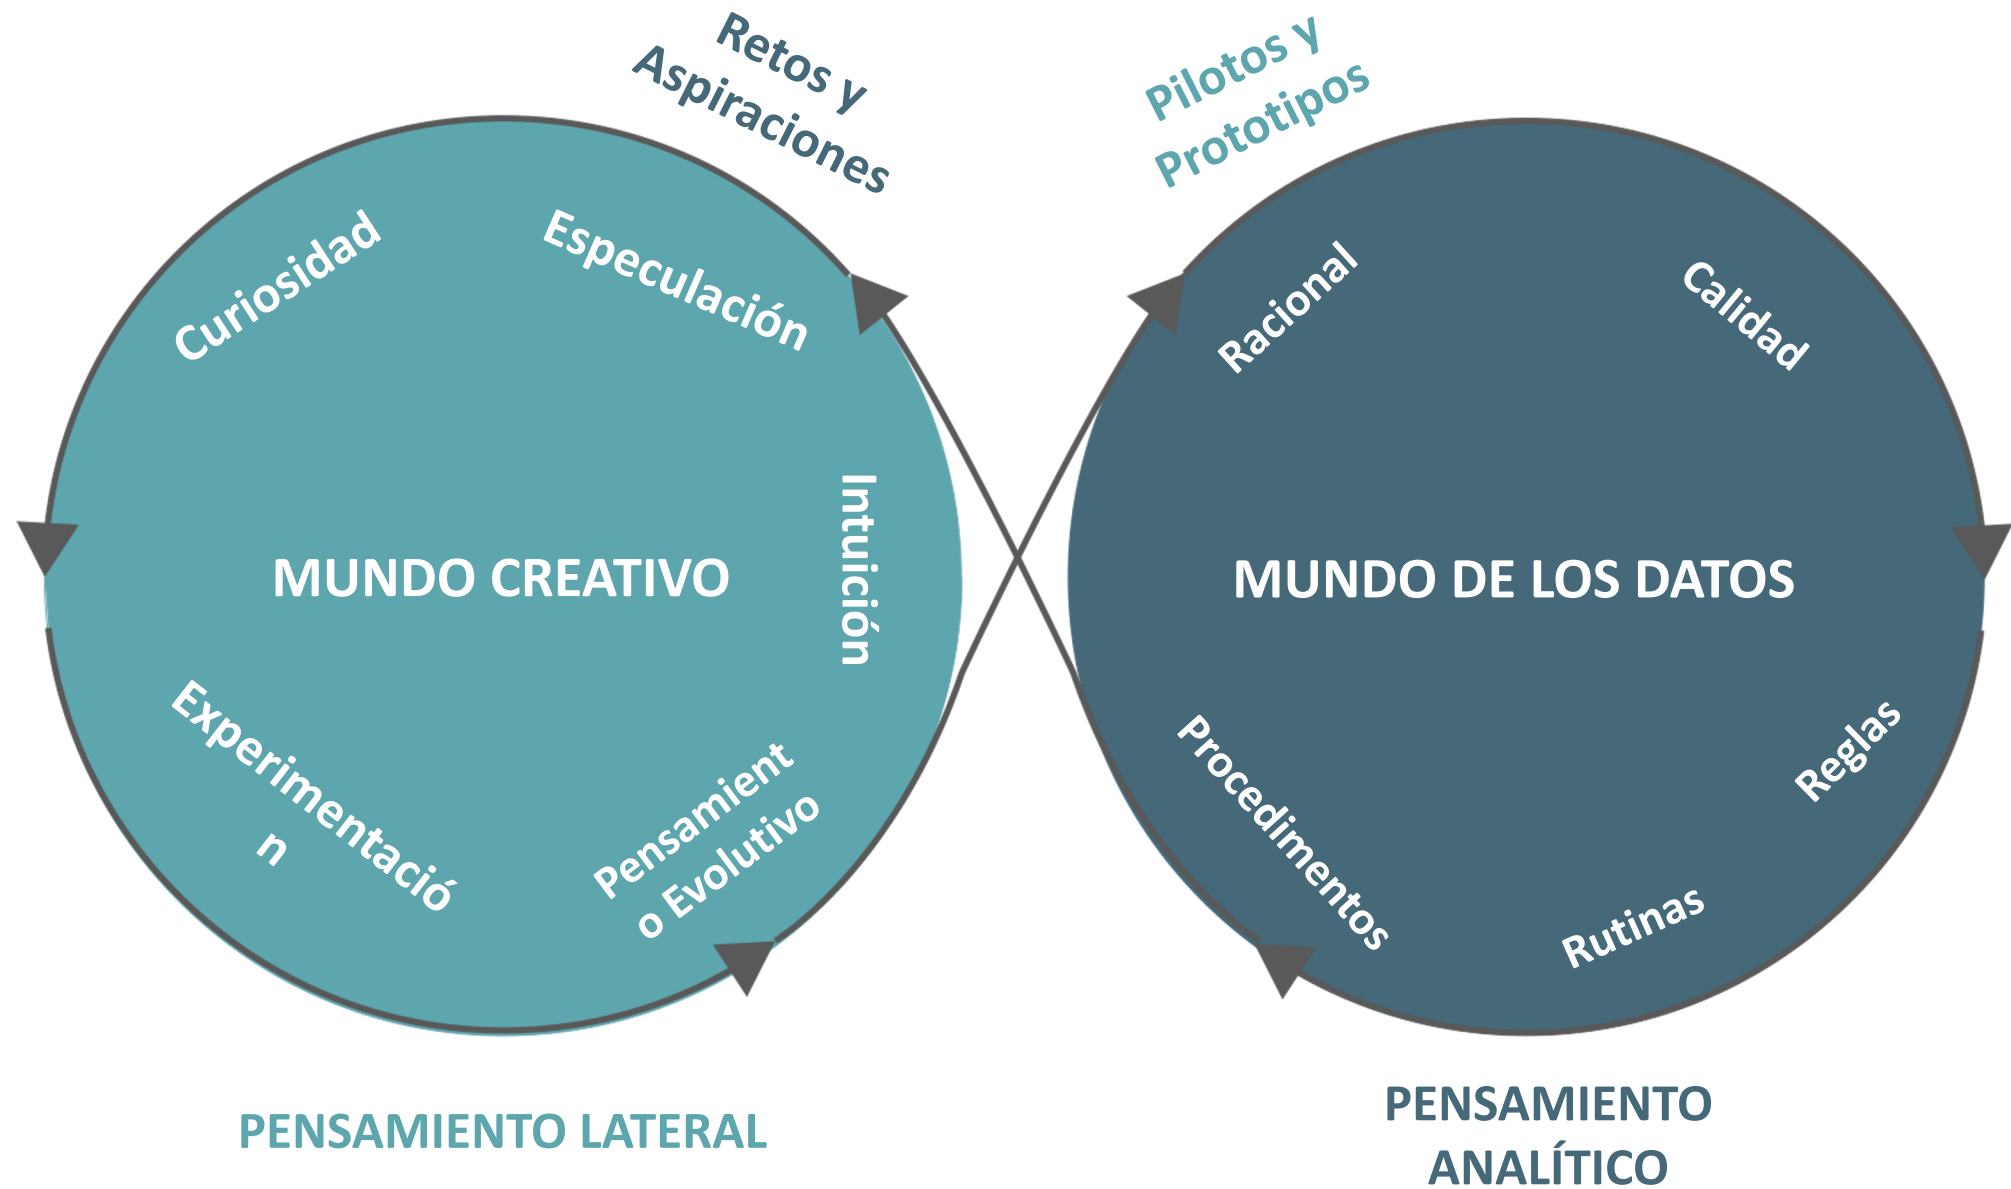 Retos y
Aspiraciones
Pilotos y
Prototipos
Curiosidad
Especulación
Intuición
MUNDO CREATIVO
Experimentació
n
Pensamient
o Evolutivo
PENSAMIENTO LATERAL
Racional
Calidad
MUNDO DE LOS DATOS
Procedimentos
Reglas
Rutinas
PENSAMIENTO
ANALÍTICO